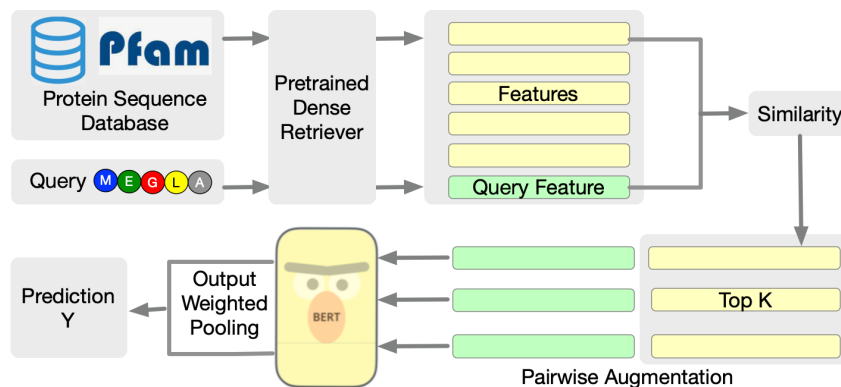 Pfam
Protein Sequence
Database
Pretrained
Dense
Retriever
Features
Similarity
Query M E G L A
Query Feature
Prediction
Y
Output
Weighted
Pooling
BERT
Top K
Pairwise Augmentation